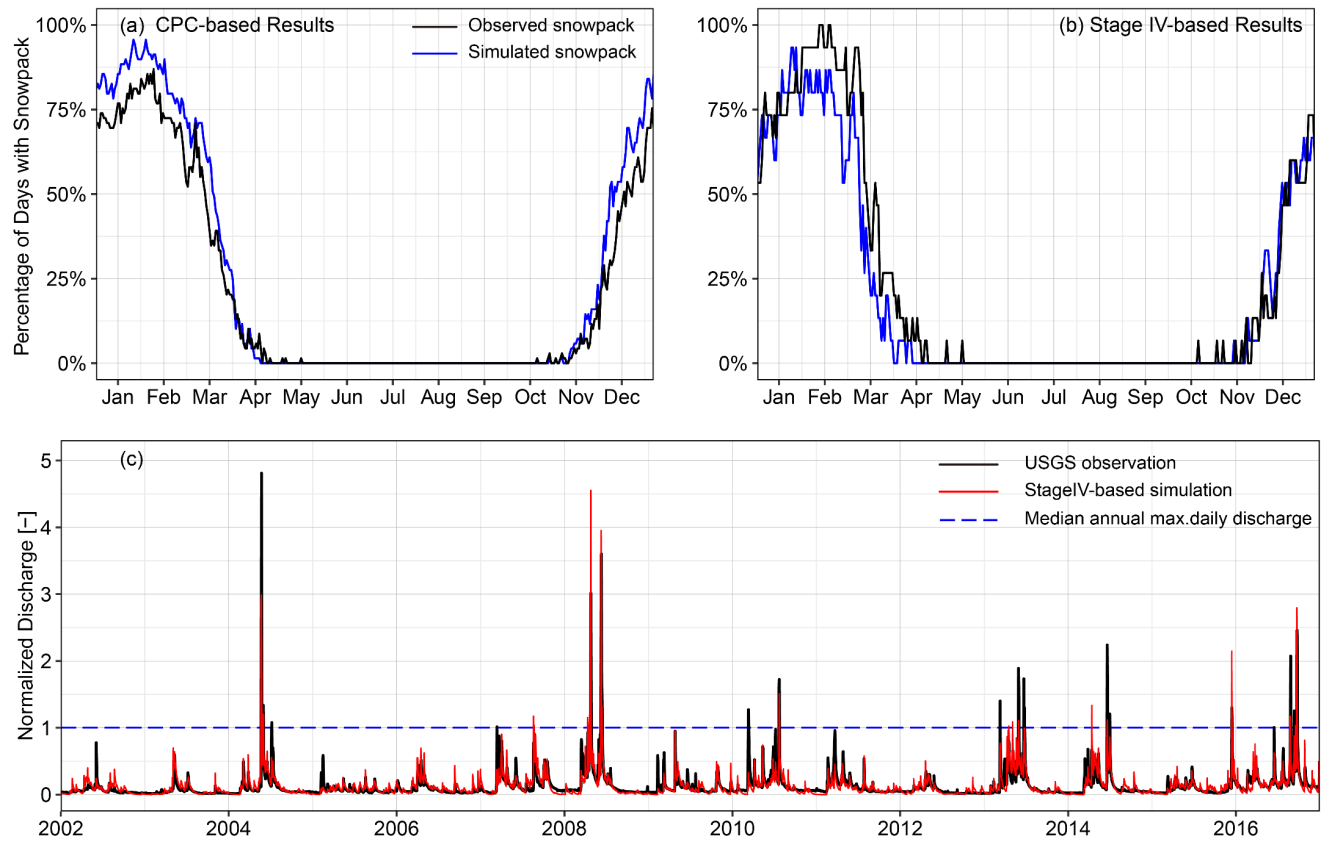 (a) CPC-based Results
Observed snowpack
Simulated snowpack
Percentage of Days with Snowpack
100%
75%
50%
25%
0%
Jan Feb Mar Apr May Jun Jul Aug Sep Oct Nov Dec
(b) Stage IV-based Results
100%
75%
50%
25%
0%
Jan Feb Mar Apr May Jun Jul Aug Sep Oct Nov Dec
(c)
USGS observation
StageIV-based simulation
Median annual max.daily discharge
Normalized Discharge [−]
5
4
3
2
1
0
2002 2004 2006 2008 2010 2012 2014 2016